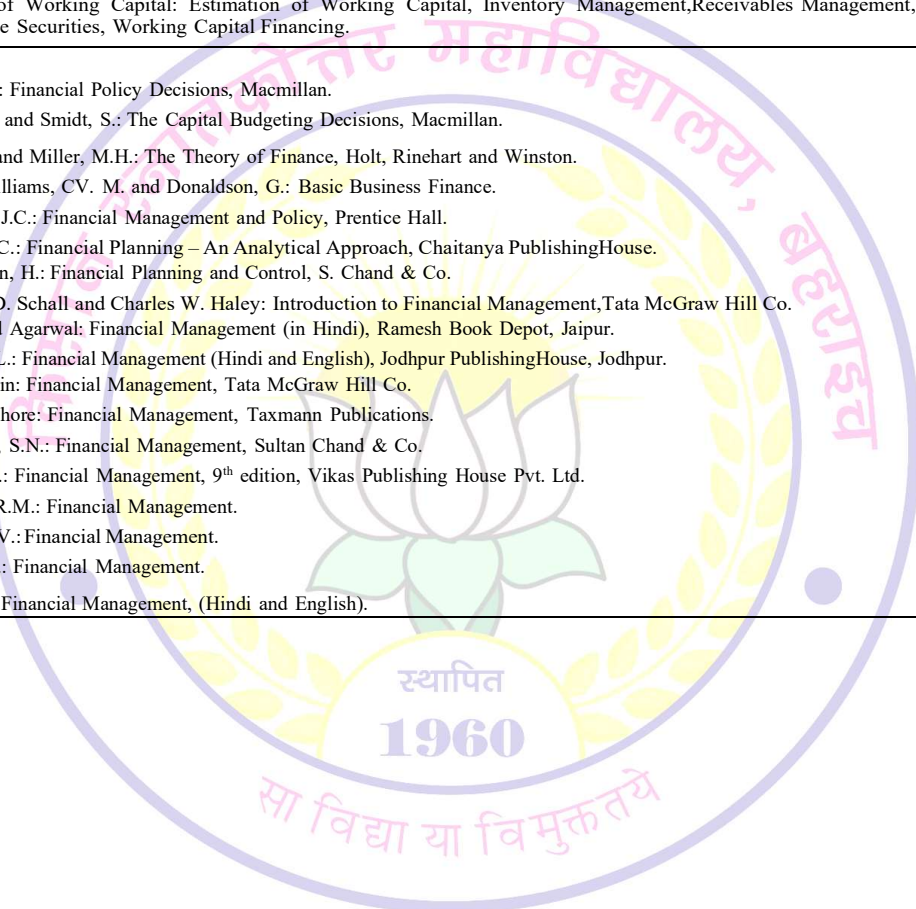 of Working Capital: Estimation of Working Capital, Inventory Management,Receivables Management,
e Securities, Working Capital Financing.
: Financial Policy Decisions, Macmillan.
and Smidt, S.: The Capital Budgeting Decisions, Macmillan.
and Miller, M.H.: The Theory of Finance, Holt, Rinehart and Winston.
lliams, CV. M. and Donaldson, G.: Basic Business Finance.
J.C.: Financial Management and Policy, Prentice Hall.
C.: Financial Planning – An Analytical Approach, Chaitanya PublishingHouse.
n, H.: Financial Planning and Control, S. Chand & Co.
D. Schall and Charles W. Haley: Introduction to Financial Management,Tata McGraw Hill Co.
l Agarwal: Financial Management (in Hindi), Ramesh Book Depot, Jaipur.
L.: Financial Management (Hindi and English), Jodhpur PublishingHouse, Jodhpur.
in: Financial Management, Tata McGraw Hill Co.
hore: Financial Management, Taxmann Publications.
, S.N.: Financial Management, Sultan Chand & Co.
.: Financial Management, 9th edition, Vikas Publishing House Pvt. Ltd.
R.M.: Financial Management.
V.: Financial Management.
: Financial Management.
Financial Management, (Hindi and English).
किसान स्नातकोत्तर महाविद्यालय, बहराइच
स्थापित
1960
सा विद्या या विमुक्तये